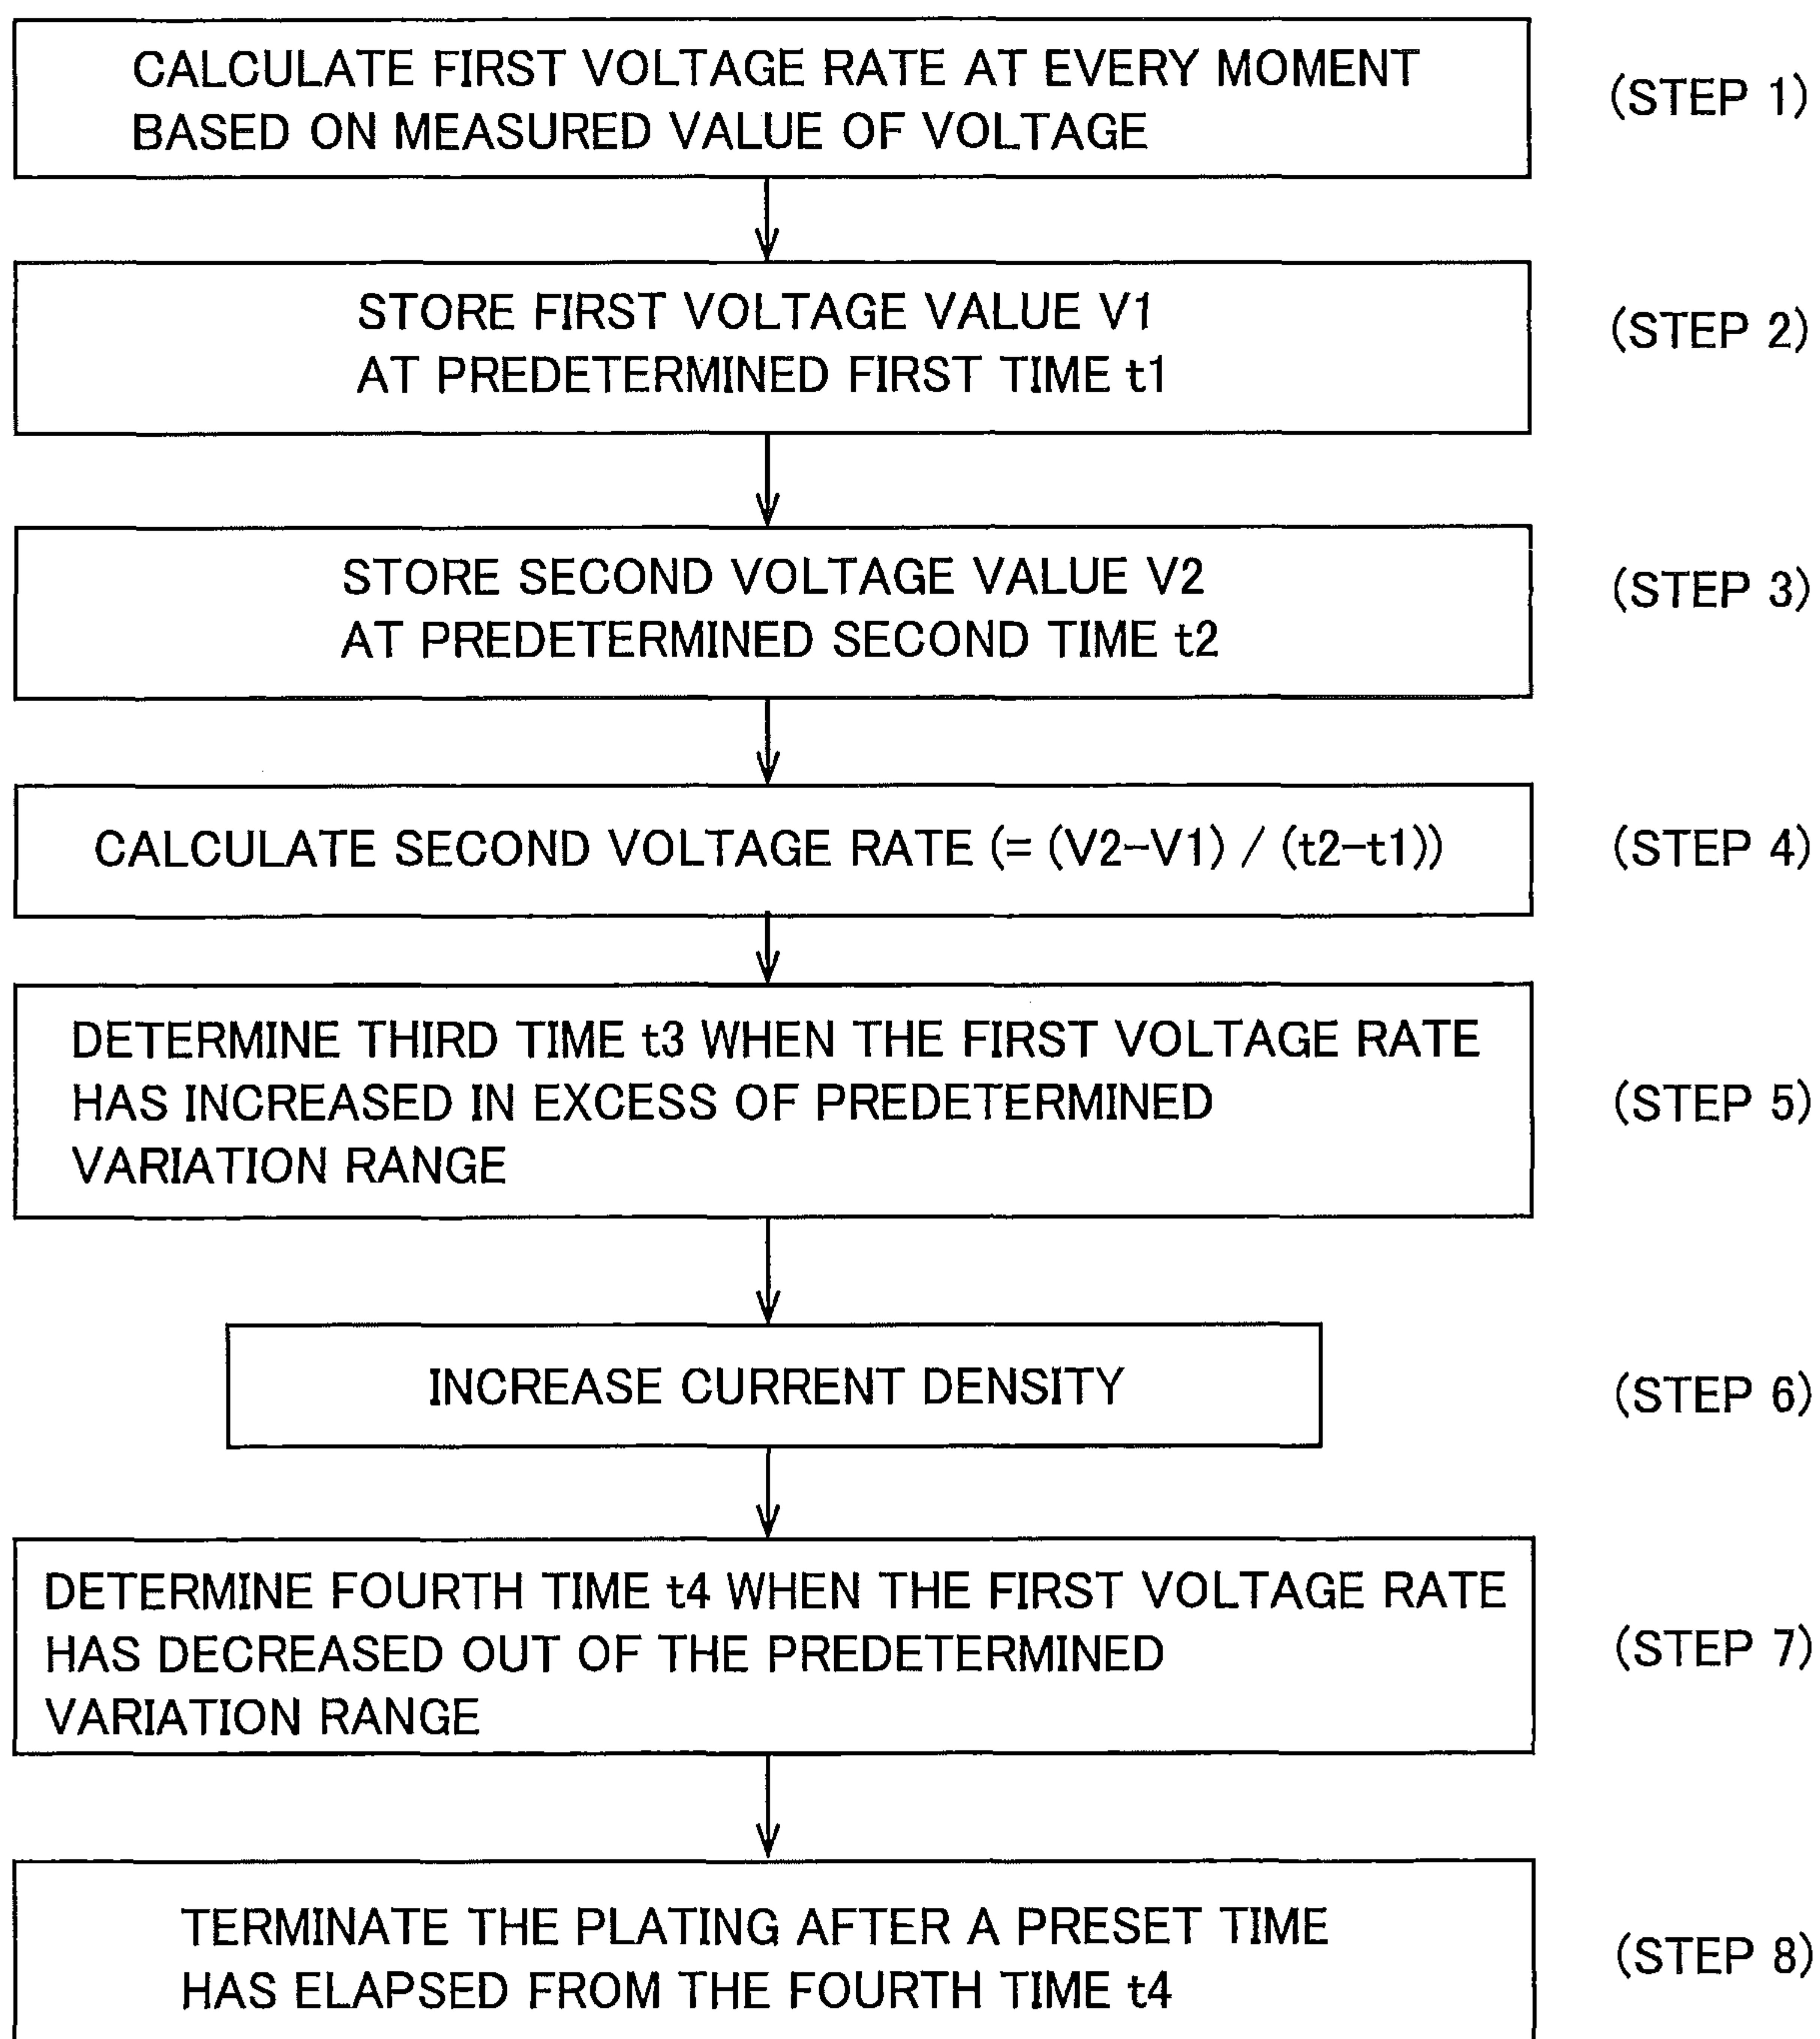 CALCULATE FIRST VOLTAGE RATE AT EVERY MOMENT
BASED ON MEASURED VALUE OF VOLTAGE
(STEP 1)
STORE FIRST VOLTAGE VALUE V1
AT PREDETERMINED FIRST TIME t1
(STEP 2)
STORE SECOND VOLTAGE VALUE V2
AT PREDETERMINED SECOND TIME t2
(STEP 3)
CALCULATE SECOND VOLTAGE RATE (= (V2-V1) / (t2-t1))
(STEP 4)
DETERMINE THIRD TIME t3 WHEN THE FIRST VOLTAGE RATE
HAS INCREASED IN EXCESS OF PREDETERMINED
VARIATION RANGE
(STEP 5)
INCREASE CURRENT DENSITY
(STEP 6)
DETERMINE FOURTH TIME t4 WHEN THE FIRST VOLTAGE RATE
HAS DECREASED OUT OF THE PREDETERMINED
VARIATION RANGE
(STEP 7)
TERMINATE THE PLATING AFTER A PRESET TIME
HAS ELAPSED FROM THE FOURTH TIME t4
(STEP 8)